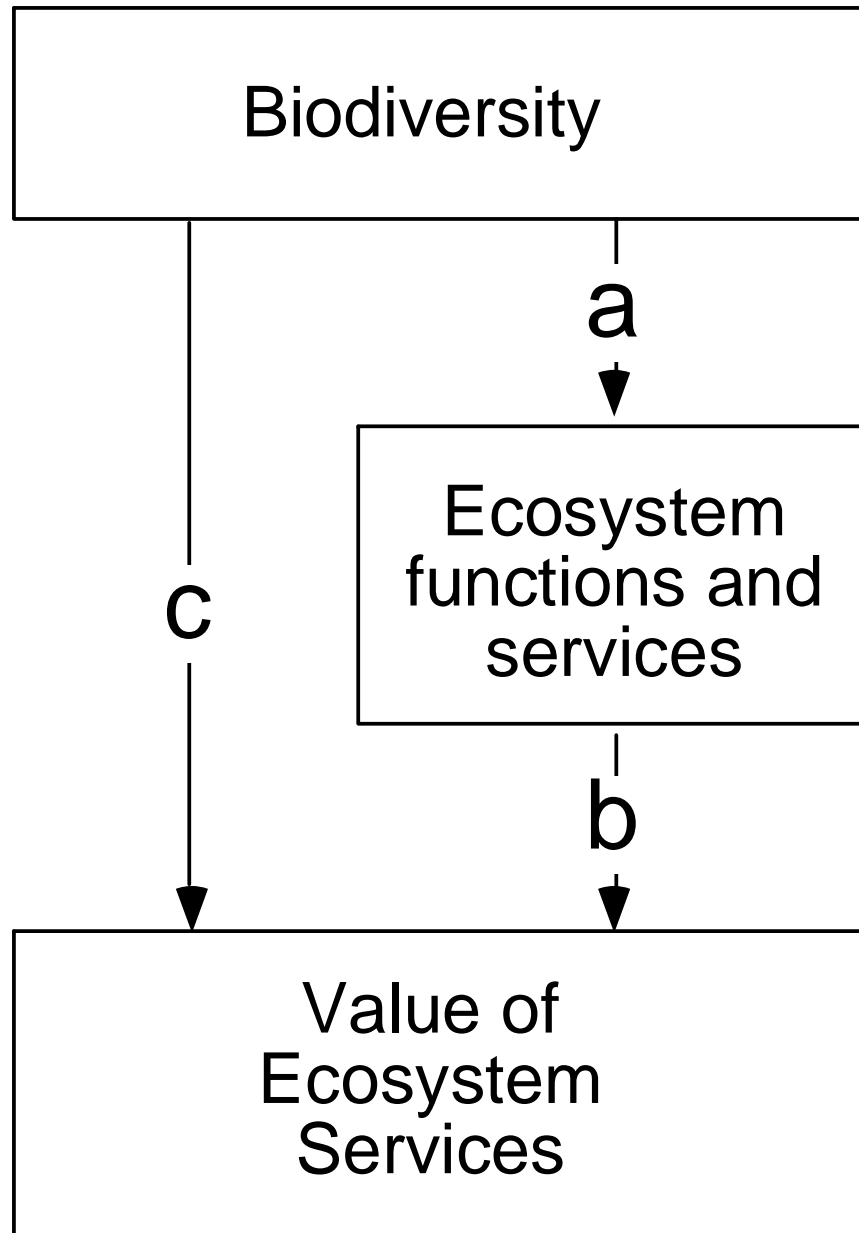 Biodiversity
a
Ecosystem
functions and
services
c
b
Value of
Ecosystem
Services